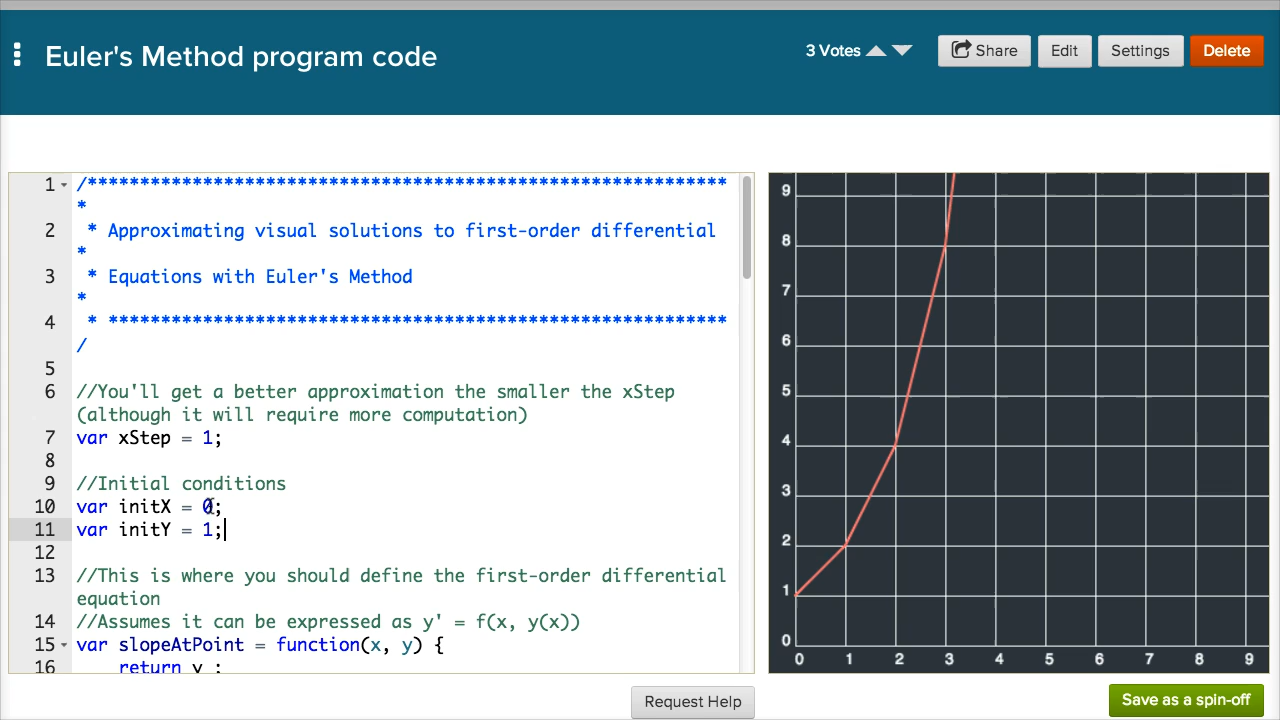 Euler's Method program code
3 Votes
Share
Edit
Settings
Delete
1 /*************************************************************
*
2 * Approximating visual solutions to first-order differential
*
3 * Equations with Euler's Method
*
4 * ***********************************************************
/
5
6 //You'll get a better approximation the smaller the xStep
(although it will require more computation)
7 var xStep = 1;
8
9 //Initial conditions
10 var initX = 0;
11 var initY = 1;
12
13 //This is where you should define the first-order differential
equation
14 //Assumes it can be expressed as y' = f(x, y(x))
15 var slopeAtPoint = function(x, y) {
16 return y ;
9
8
7
6
5
4
3
2
1
0
0 1 2 3 4 5 6 7 8 9
Request Help
Save as a spin-off